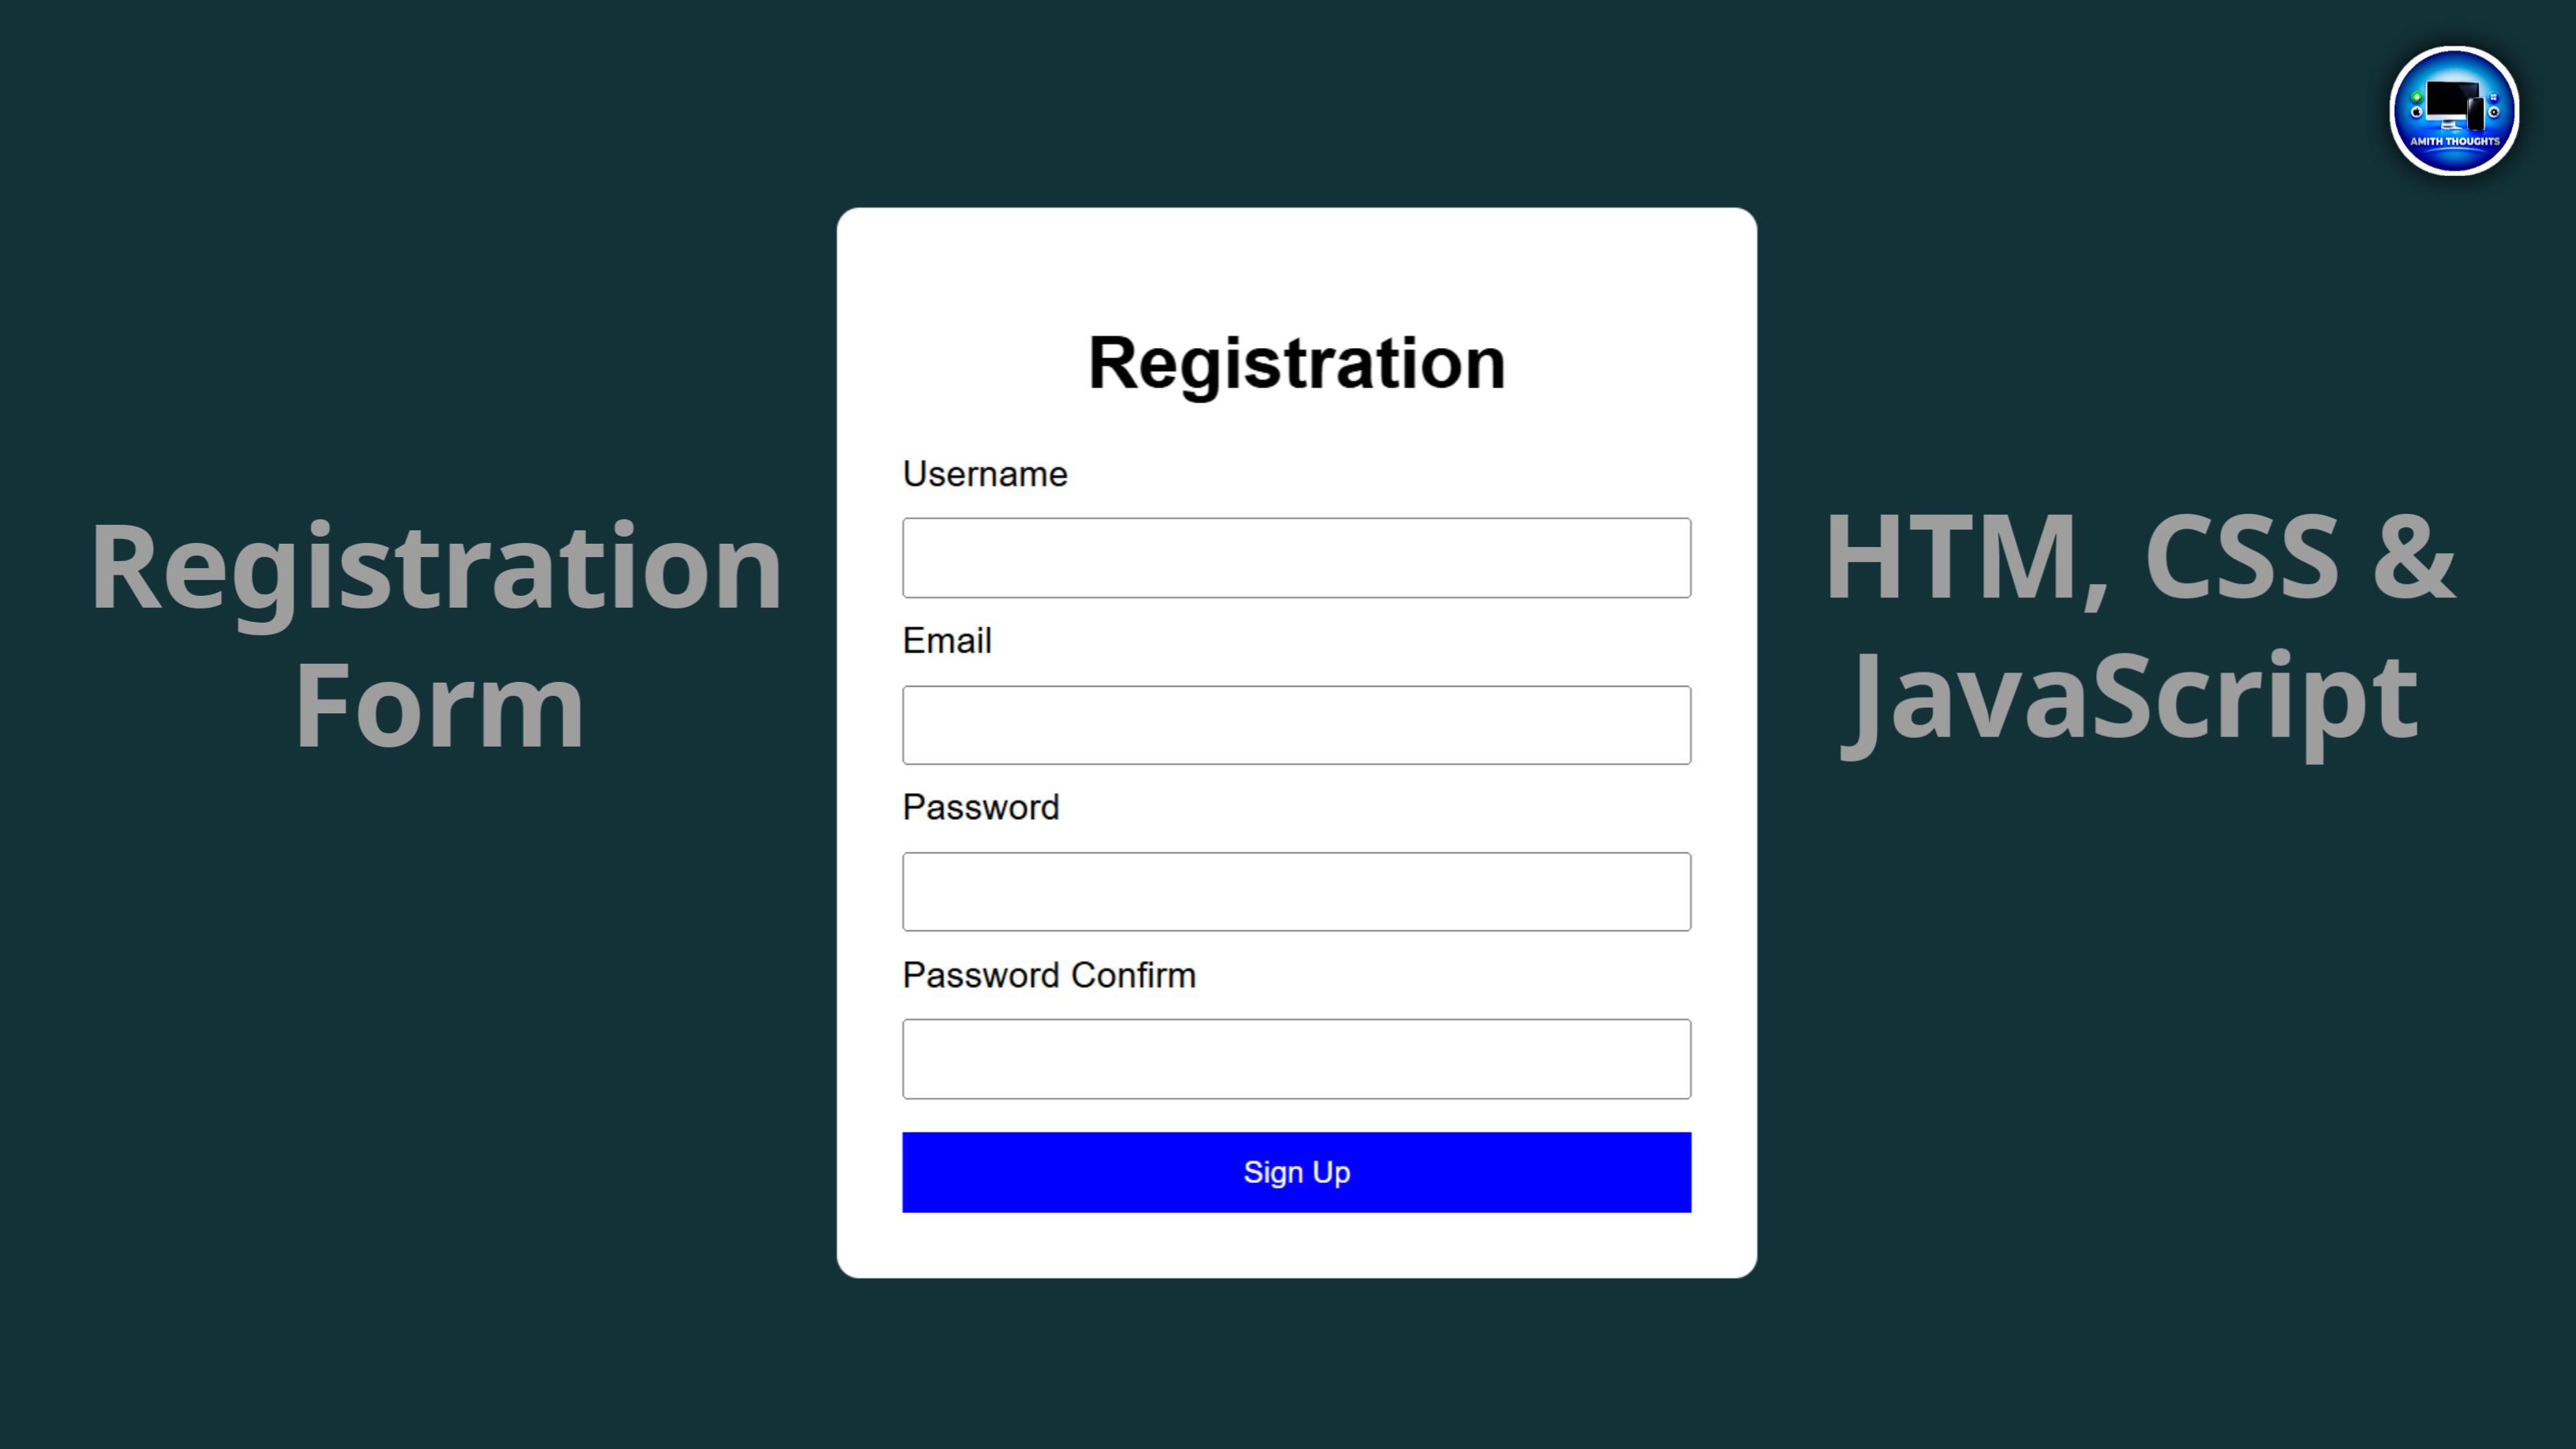 AMITH THOUGHTS
Registration
Form
Registration
Username
Email
Password
Password Confirm
Sign Up
HTM, CSS &
JavaScript